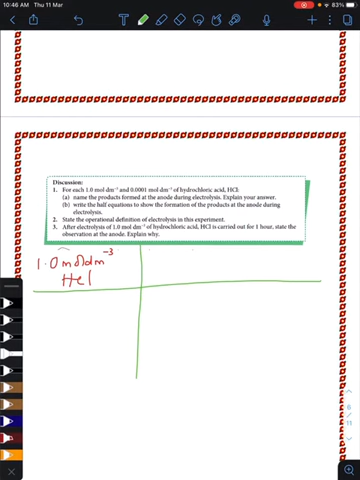 10:46 AM Thu 11 Mar
83%
Discussion:
1. For each 1.0 mol dm⁻³ and 0.0001 mol dm⁻³ of hydrochloric acid, HCl:
(a) name the products formed at the anode during electrolysis. Explain your answer.
(b) write the half equations to show the formation of the products at the anode during
electrolysis.
2. State the operational definition of electrolysis in this experiment.
3. After electrolysis of 1.0 mol dm⁻³ of hydrochloric acid, HCl is carried out for 1 hour, state the
observation at the anode. Explain why.
1.0 mol dm⁻³
HCl
8
11